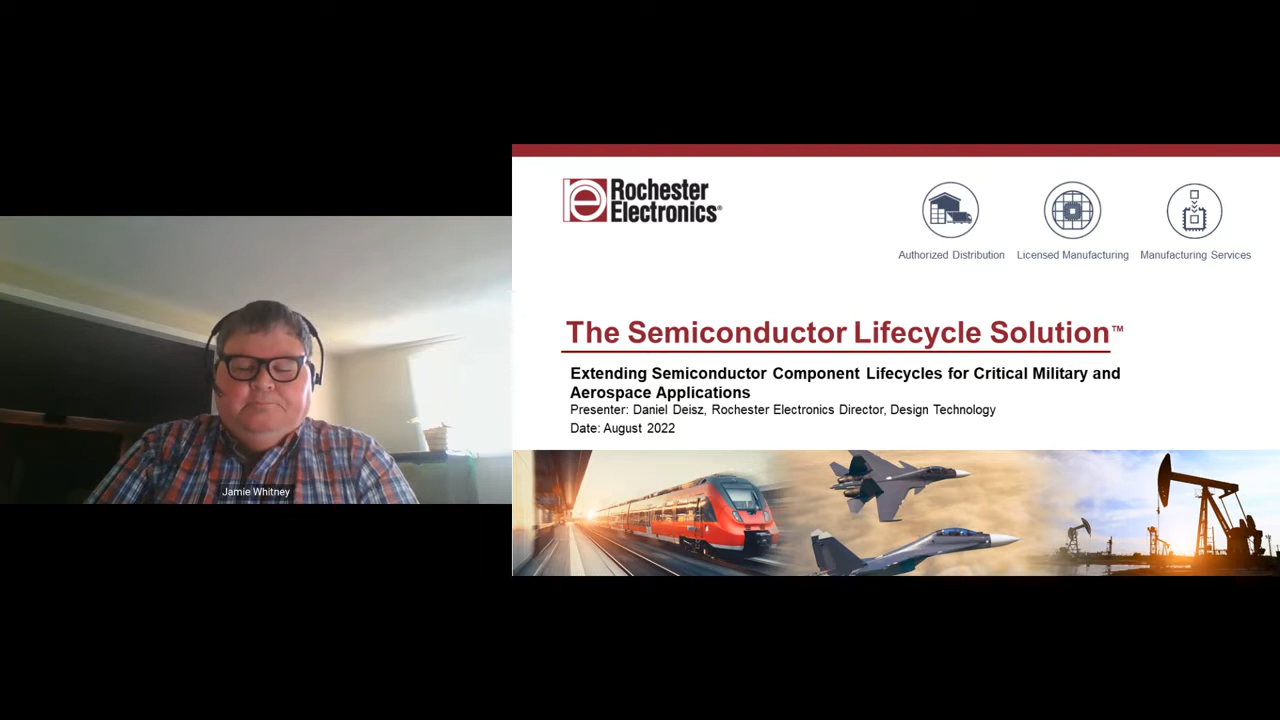 Jamie Whitney
Rochester
Electronics®
Authorized Distribution
Licensed Manufacturing
Manufacturing Services
The Semiconductor Lifecycle Solution™
Extending Semiconductor Component Lifecycles for Critical Military and
Aerospace Applications
Presenter: Daniel Deisz, Rochester Electronics Director, Design Technology
Date: August 2022